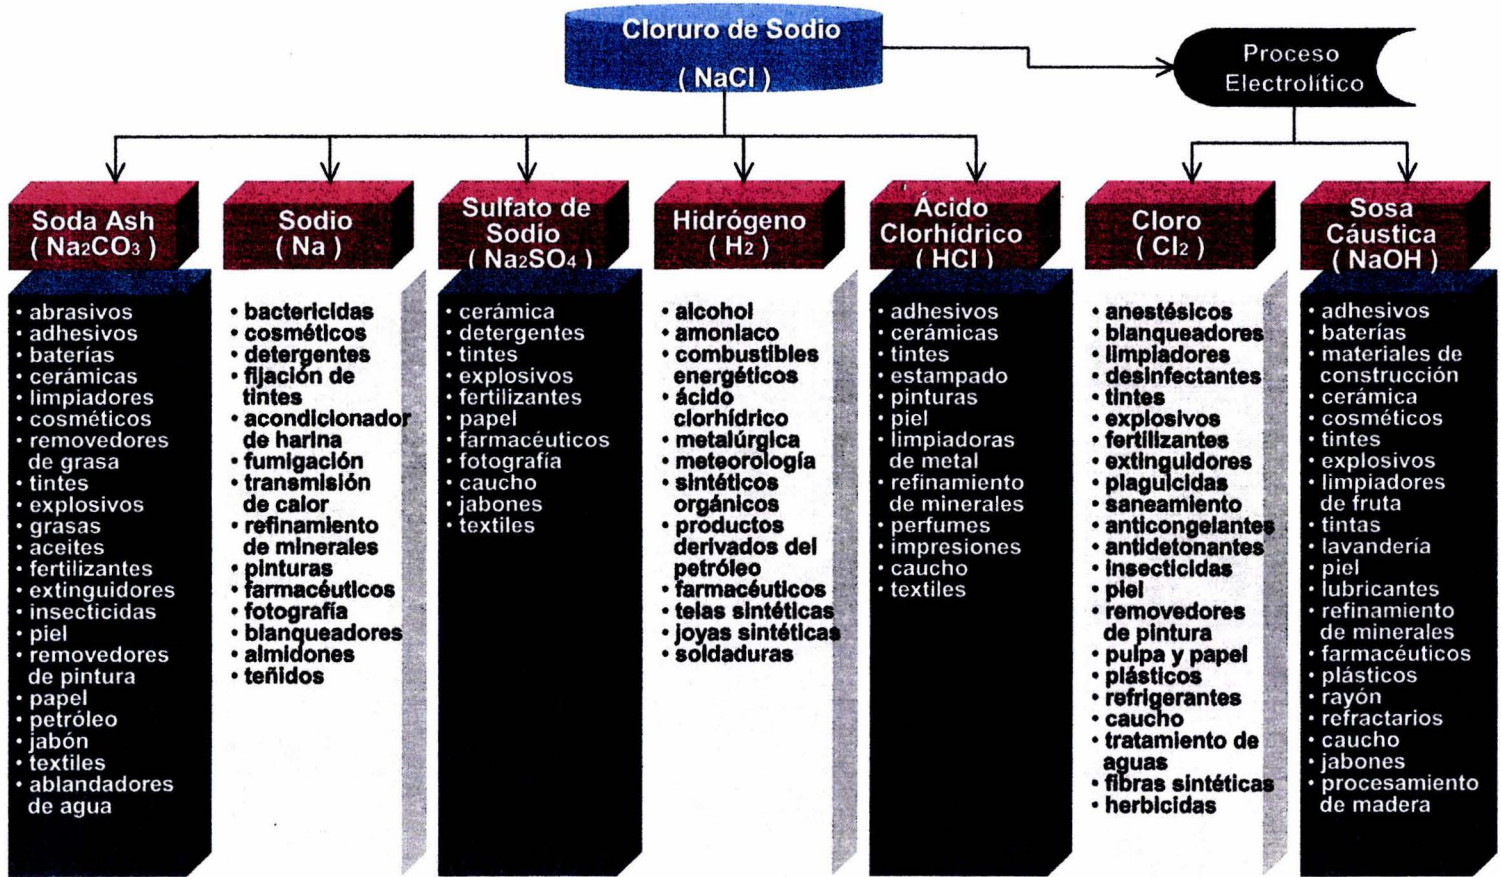 Cloruro de Sodio
( NaCl )
Proceso
Electrolítico
Soda Ash
( Na2CO3 )
• abrasivos
• adhesivos
• baterías
• cerámicas
• limpiadores
• cosméticos
• removedores
de grasa
• tintes
• explosivos
• grasas
• aceites
• fertilizantes
• extinguidores
• insecticidas
• piel
• removedores
de pintura
• papel
• petróleo
• jabón
• textiles
• ablandadores
de agua
Sodio
( Na )
• bactericidas
• cosméticos
• detergentes
• fijación de
tintes
• acondicionador
de harina
• fumigación
• transmisión
de calor
• refinamiento
de minerales
• pinturas
• farmacéuticos
• fotografía
• blanqueadores
• almidones
• teñidos
Sulfato de
Sodio
( Na2SO4 )
• cerámica
• detergentes
• tintes
• explosivos
• fertilizantes
• papel
• farmacéuticos
• fotografía
• caucho
• jabones
• textiles
Hidrógeno
( H2 )
• alcohol
• amoniaco
• combustibles
energéticos
• ácido
clorhídrico
• metalúrgica
• meteorología
• sintéticos
orgánicos
• productos
derivados del
petróleo
• farmacéuticos
• telas sintéticas
• joyas sintéticas
• soldaduras
Ácido
Clorhídrico
( HCl )
• adhesivos
• cerámicas
• tintes
• estampado
• pinturas
• piel
• limpiadoras
de metal
• refinamiento
de minerales
• perfumes
• impresiones
• caucho
• textiles
Cloro
( Cl2 )
• anestésicos
• blanqueadores
• limpiadores
• desinfectantes
• tintes
• explosivos
• fertilizantes
• extinguidores
• plaguicidas
• saneamiento
• anticongelantes
• antidetonantes
• insecticidas
• piel
• removedores
de pintura
• pulpa y papel
• plásticos
• refrigerantes
• caucho
• tratamiento de
aguas
• fibras sintéticas
• herbicidas
Sosa
Cáustica
( NaOH )
• adhesivos
• baterías
• materiales de
construcción
• cerámica
• cosméticos
• tintes
• explosivos
• limpiadores
de fruta
• tintas
• lavandería
• piel
• lubricantes
• refinamiento
de minerales
• farmacéuticos
• plásticos
• rayón
• refractarios
• caucho
• jabones
• procesamiento
de madera